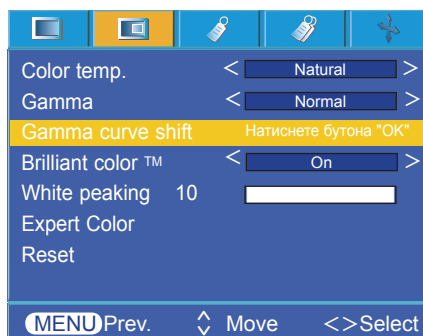 Color temp. < Natural >
Gamma < Normal >
Gamma curve shift Натиснете бутона "OK"
Brilliant color ™ < On >
White peaking 10
Expert Color
Reset
MENU Prev. Move <>Select